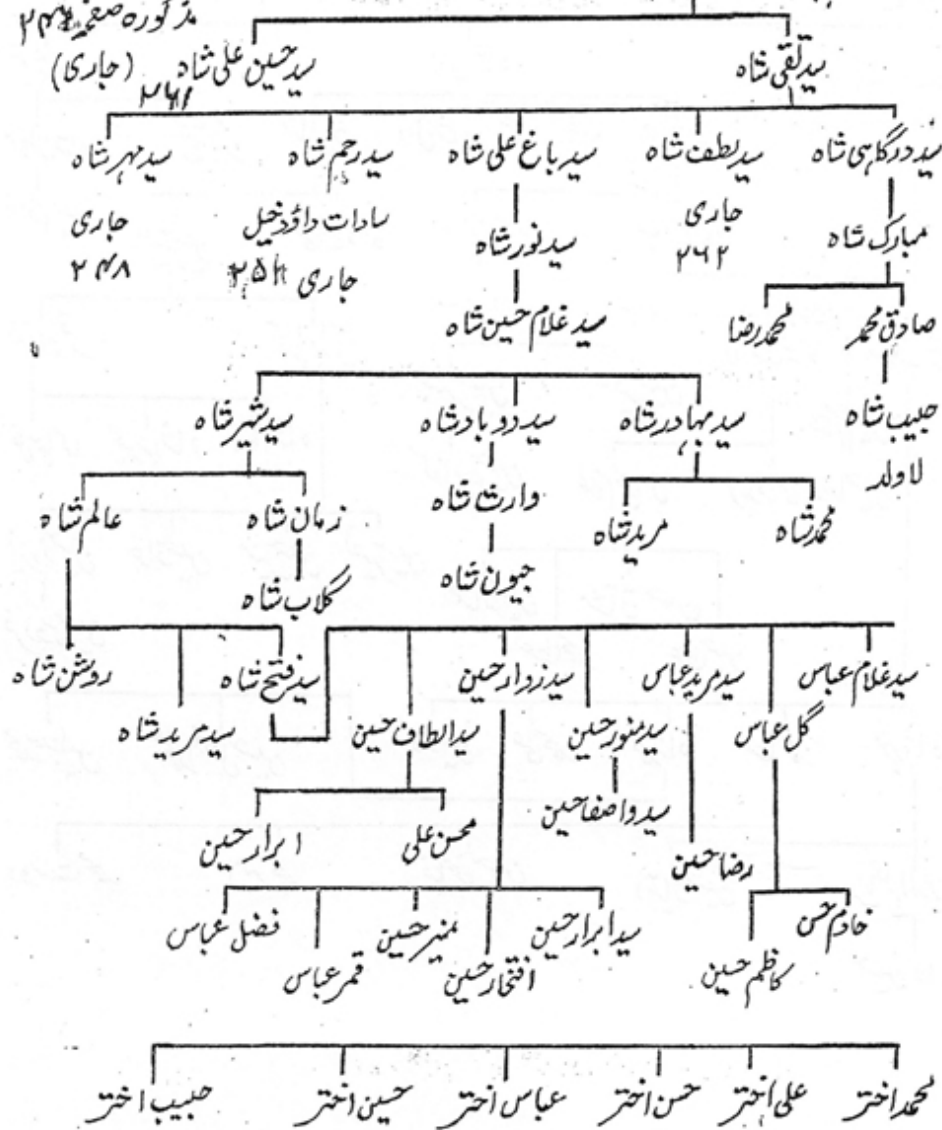 مذکورہ صفحہ
سید تقی شاہ سید حسین علی شاہ (جاری)
۲۶۱
سید درگاہی شاہ سید لطف شاہ سید باغ علی شاہ سید رحم شاہ سید مہر شاہ
مبارک شاہ جاری سید نور شاہ سادات داؤدخیل جاری
۲۶۲ جاری ۲۴۸
صادق محمد محمد رضا سید غلام حسین شاہ
حبیب شاہ سید بہادر شاہ سید دوباد شاہ سید شیر شاہ
لاولد
محمد شاہ مرید شاہ وارث شاہ زمان شاہ عالم شاہ
جیون شاہ گلاب شاہ
سید غلام عباس سید مرید عباس سید زوار حسین سید فتح شاہ روشن شاہ
گل عباس سید منور حسین سید الطاف حسین سید مرید شاہ
سید واصف حسین
رضا حسین محسن علی ابرار حسین
خادم حسن سید ابرار حسین منیر حسین فضل عباس
کاظم حسین افتخار حسین قمر عباس
محمد اختر علی اختر حسن اختر عباس اختر حسین اختر حبیب اختر